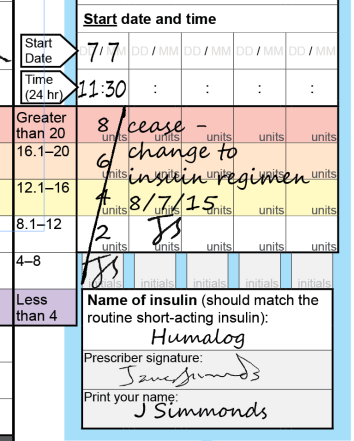 Start date and time
Start Date 7/7 DD / MM DD / MM DD / MM DD / MM
Time (24 hr) 11:30 : : : :
Greater than 20 8 units cease – units units units units
16.1–20 6 units change to units units units units
12.1–16 4 units insulin regimen units units units units
8.1–12 2 units 8/7/15 JS units units units units
4–8 JS initials initials initials initials
Less than 4
Name of insulin (should match the
routine short-acting insulin):
Humalog
Prescriber signature:
Print your name:
J Simmonds